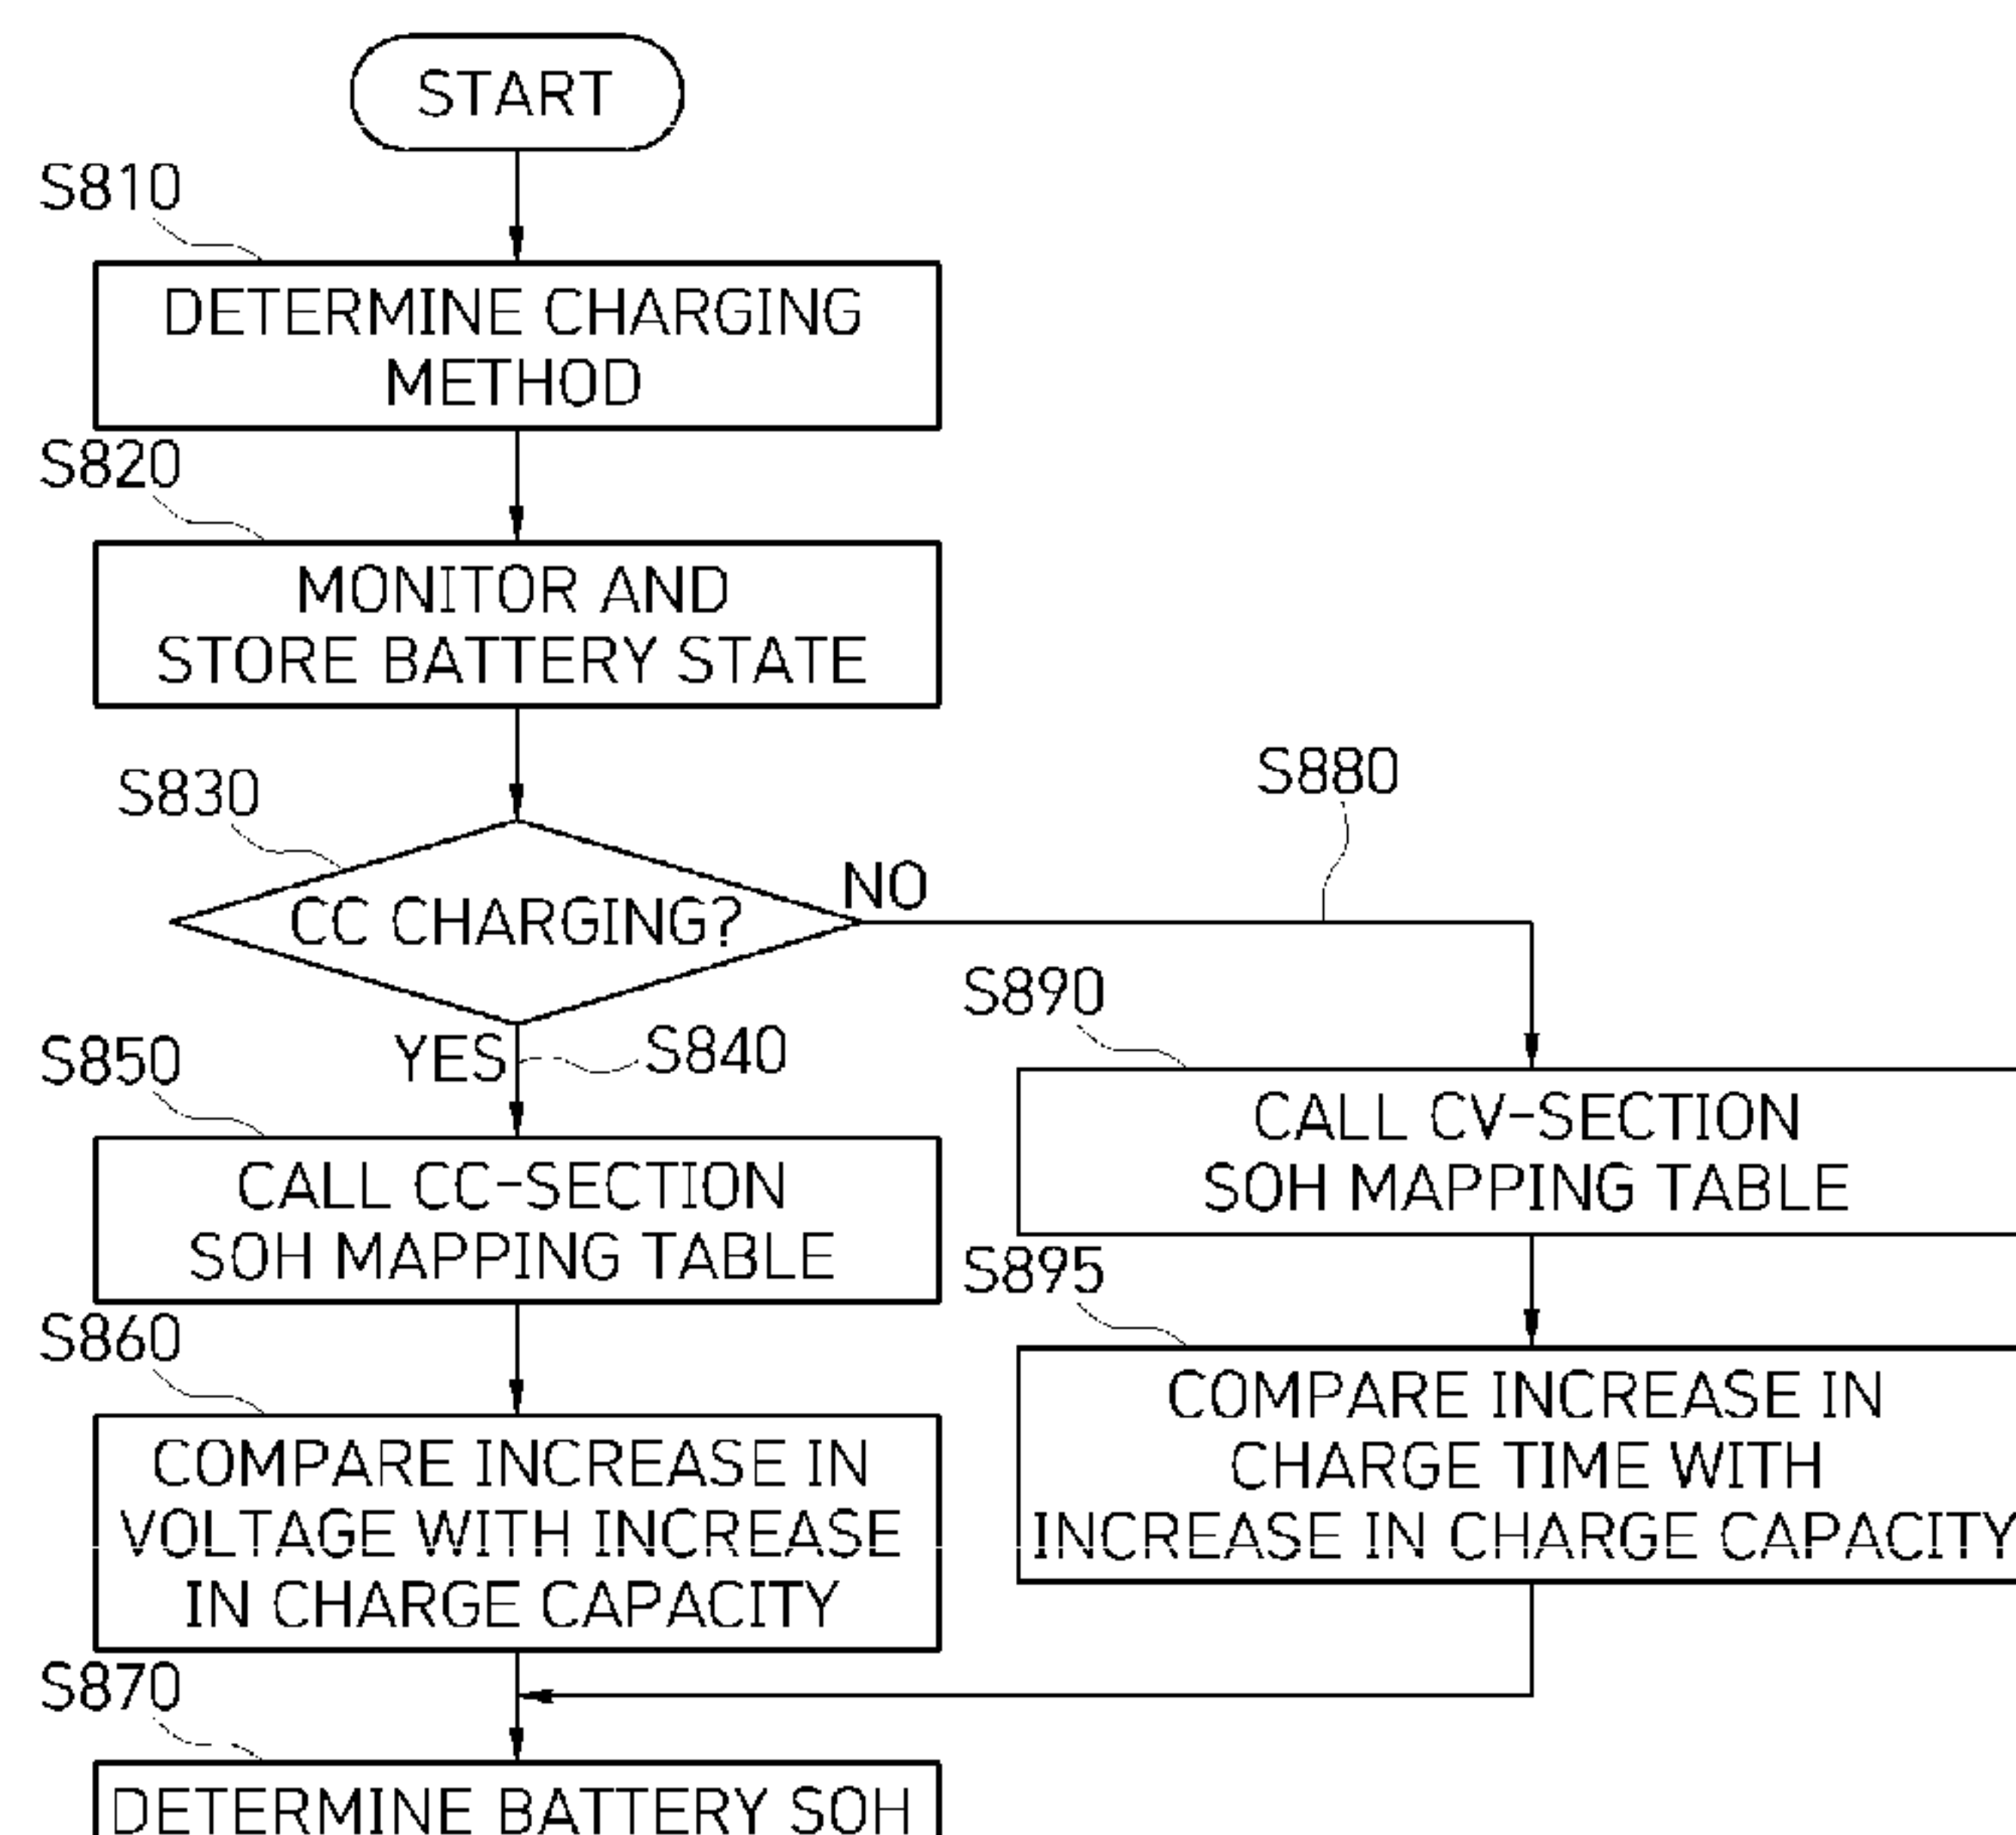 START
S810
DETERMINE CHARGING
METHOD
S820
MONITOR AND
STORE BATTERY STATE
S830
CC CHARGING?
NO
S880
YES
S840
S850
CALL CC-SECTION
SOH MAPPING TABLE
S890
CALL CV-SECTION
SOH MAPPING TABLE
S860
COMPARE INCREASE IN
VOLTAGE WITH INCREASE
IN CHARGE CAPACITY
S895
COMPARE INCREASE IN
CHARGE TIME WITH
INCREASE IN CHARGE CAPACITY
S870
DETERMINE BATTERY SOH